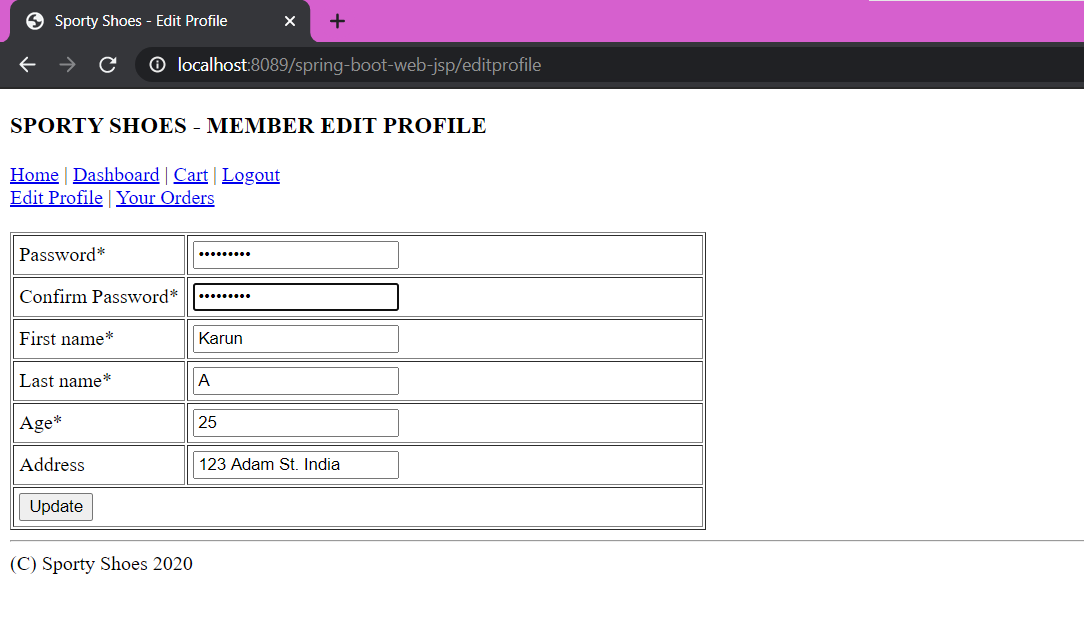 Sporty Shoes - Edit Profile
localhost:8089/spring-boot-web-jsp/editprofile
SPORTY SHOES - MEMBER EDIT PROFILE
Home | Dashboard | Cart | Logout
Edit Profile | Your Orders
Password* •••••••••
Confirm Password* •••••••••
First name* Karun
Last name* A
Age* 25
Address 123 Adam St. India
Update
(C) Sporty Shoes 2020